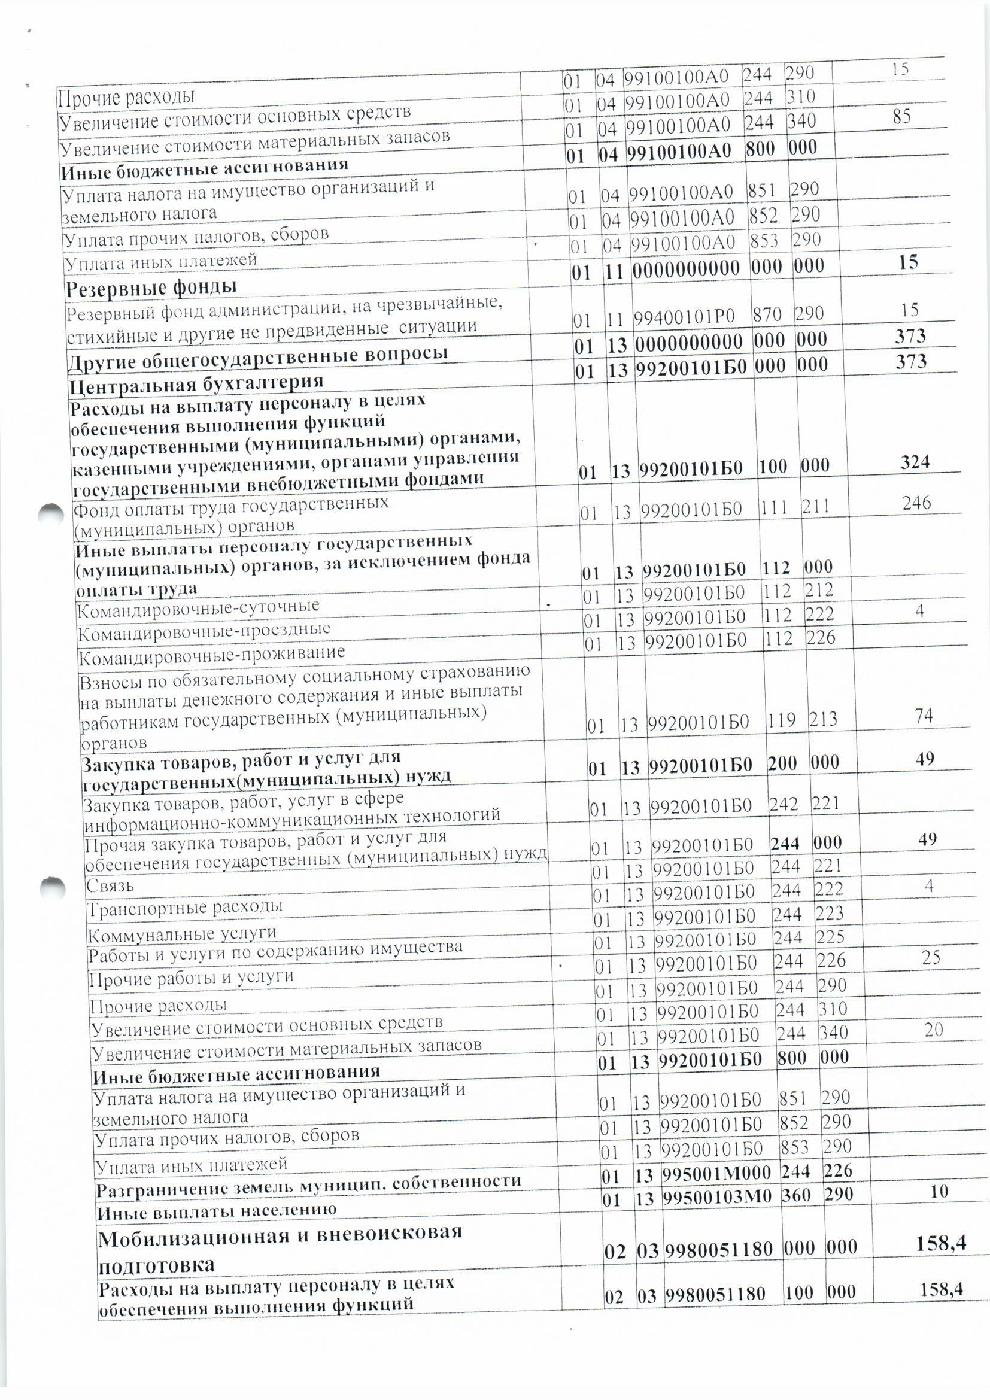 Прочие расходы 01 04 99100100А0 244 290 15
Увеличение стоимости основных средств 01 04 99100100А0 244 310
Увеличение стоимости материальных запасов 01 04 99100100А0 244 340 85
Иные бюджетные ассигнования 01 04 99100100А0 800 000
Уплата налога на имущество организаций и
земельного налога 01 04 99100100А0 851 290
Уплата прочих налогов, сборов 01 04 99100100А0 852 290
Уплата иных платежей 01 04 99100100А0 853 290
Резервные фонды 01 11 0000000000 000 000 15
Резервный фонд администрации, на чрезвычайные,
стихийные и другие не предвиденные ситуации 01 11 99400101Р0 870 290 15
Другие общегосударственные вопросы 01 13 0000000000 000 000 373
Центральная бухгалтерия 01 13 99200101Б0 000 000 373
Расходы на выплату персоналу в целях
обеспечения выполнения функций
государственными (муниципальными) органами,
казенными учреждениями, органами управления
государственными внебюджетными фондами 01 13 99200101Б0 100 000 324
Фонд оплаты труда государственных
(муниципальных) органов 01 13 99200101Б0 111 211 246
Иные выплаты персоналу государственных
(муниципальных) органов, за исключением фонда
оплаты труда 01 13 99200101Б0 112 000
Командировочные-суточные 01 13 99200101Б0 112 212
Командировочные-проездные 01 13 99200101Б0 112 222 4
Командировочные-проживание 01 13 99200101Б0 112 226
Взносы по обязательному социальному страхованию
на выплаты денежного содержания и иные выплаты
работникам государственных (муниципальных)
органов 01 13 99200101Б0 119 213 74
Закупка товаров, работ и услуг для
государственных(муниципальных) нужд 01 13 99200101Б0 200 000 49
Закупка товаров, работ, услуг в сфере
информационно-коммуникационных технологий 01 13 99200101Б0 242 221
Прочая закупка товаров, работ и услуг для
обеспечения государственных (муниципальных) нужд 01 13 99200101Б0 244 000 49
Связь 01 13 99200101Б0 244 221
Транспортные расходы 01 13 99200101Б0 244 222 4
Коммунальные услуги 01 13 99200101Б0 244 223
Работы и услуги по содержанию имущества 01 13 99200101Б0 244 225
Прочие работы и услуги 01 13 99200101Б0 244 226 25
Прочие расходы 01 13 99200101Б0 244 290
Увеличение стоимости основных средств 01 13 99200101Б0 244 310
Увеличение стоимости материальных запасов 01 13 99200101Б0 244 340 20
Иные бюджетные ассигнования 01 13 99200101Б0 800 000
Уплата налога на имущество организаций и
земельного налога 01 13 99200101Б0 851 290
Уплата прочих налогов, сборов 01 13 99200101Б0 852 290
Уплата иных платежей 01 13 99200101Б0 853 290
Разграничение земель муницип. собственности 01 13 995001М000 244 226
Иные выплаты населению 01 13 99500103М0 360 290 10
Мобилизационная и вневоисковая
подготовка 02 03 9980051180 000 000 158,4
Расходы на выплату персоналу в целях
обеспечения выполнения функций 02 03 9980051180 100 000 158,4